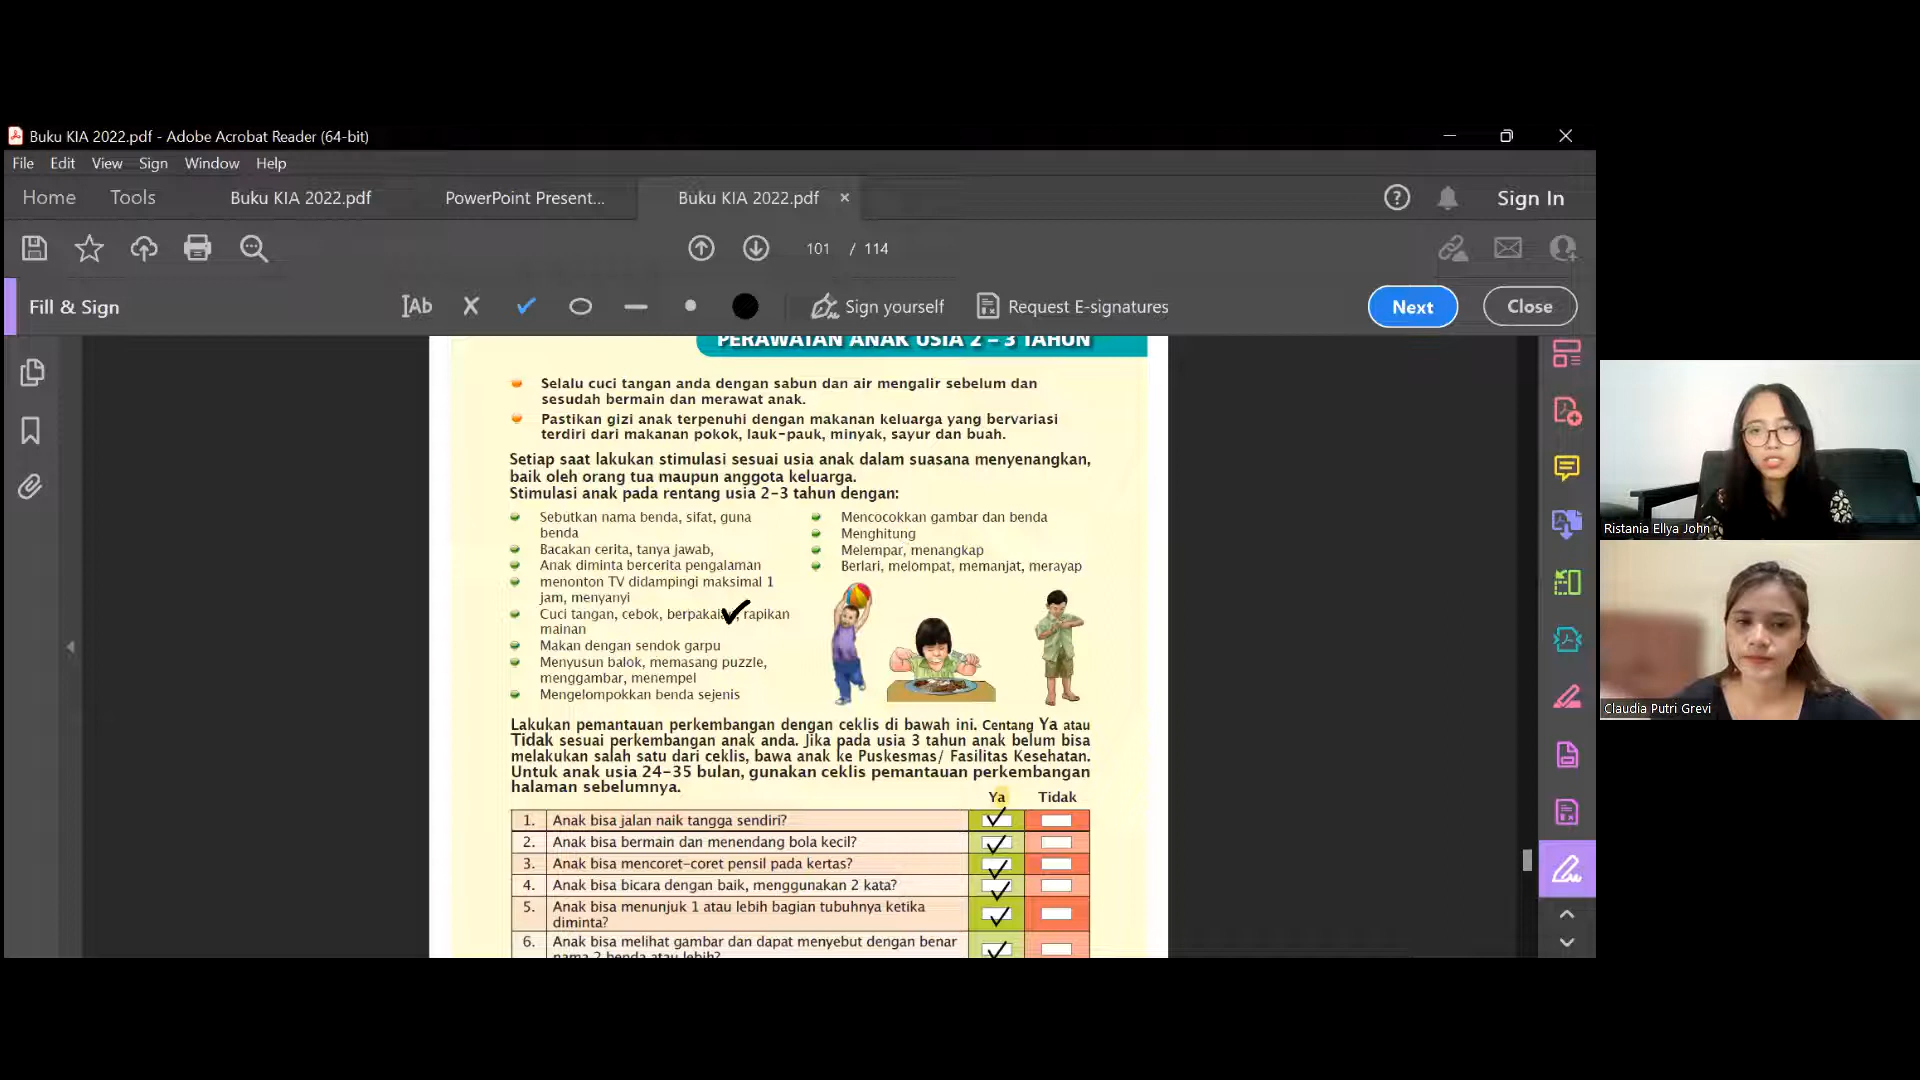 Buku KIA 2022.pdf - Adobe Acrobat Reader (64-bit)
File Edit View Sign Window Help
Home Tools Buku KIA 2022.pdf PowerPoint Present... Buku KIA 2022.pdf × ? Sign In
101 / 114
Fill & Sign
Ab
Sign yourself
Request E-signatures
Next
Close
PERAWATAN ANAK USIA 2 – 3 TAHUN
Selalu cuci tangan anda dengan sabun dan air mengalir sebelum dan
sesudah bermain dan merawat anak.
Pastikan gizi anak terpenuhi dengan makanan keluarga yang bervariasi
terdiri dari makanan pokok, lauk-pauk, minyak, sayur dan buah.
Setiap saat lakukan stimulasi sesuai usia anak dalam suasana menyenangkan,
baik oleh orang tua maupun anggota keluarga.
Stimulasi anak pada rentang usia 2-3 tahun dengan:
Sebutkan nama benda, sifat, guna
benda
Bacakan cerita, tanya jawab,
Anak diminta bercerita pengalaman
menonton TV didampingi maksimal 1
jam, menyanyi
Cuci tangan, cebok, berpakaian, rapikan
mainan
Makan dengan sendok garpu
Menyusun balok, memasang puzzle,
menggambar, menempel
Mengelompokkan benda sejenis
Mencocokkan gambar dan benda
Menghitung
Melempar, menangkap
Berlari, melompat, memanjat, merayap
Lakukan pemantauan perkembangan dengan ceklis di bawah ini. Centang Ya atau
Tidak sesuai perkembangan anak anda. Jika pada usia 3 tahun anak belum bisa
melakukan salah satu dari ceklis, bawa anak ke Puskesmas/ Fasilitas Kesehatan.
Untuk anak usia 24-35 bulan, gunakan ceklis pemantauan perkembangan
halaman sebelumnya.
Ya Tidak
1. Anak bisa jalan naik tangga sendiri?
2. Anak bisa bermain dan menendang bola kecil?
3. Anak bisa mencoret-coret pensil pada kertas?
4. Anak bisa bicara dengan baik, menggunakan 2 kata?
5. Anak bisa menunjuk 1 atau lebih bagian tubuhnya ketika
diminta?
6. Anak bisa melihat gambar dan dapat menyebut dengan benar
nama 2 benda atau lebih?
Ristania Ellya John
Claudia Putri Grevi